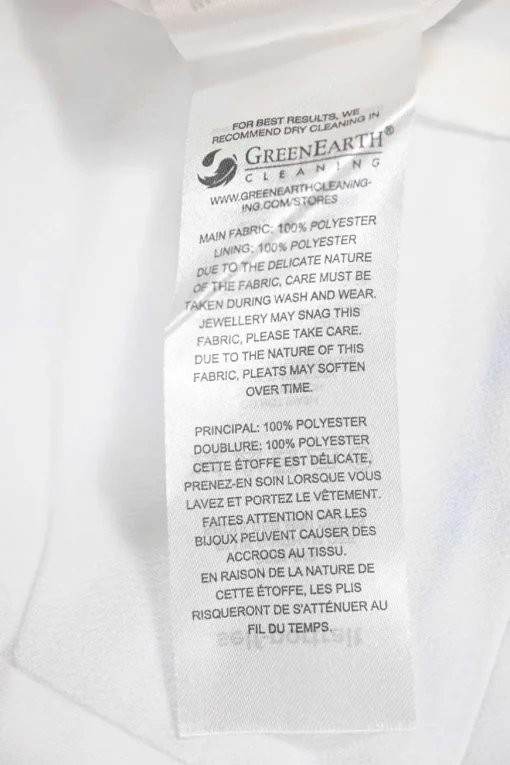 FOR BEST RESULTS, WE
RECOMMEND DRY CLEANING IN
GREENEARTH®
CLEANING
WWW.GREENEARTHCLEANING-
ING.COM/STORES
MAIN FABRIC: 100% POLYESTER
LINING: 100% POLYESTER
DUE TO THE DELICATE NATURE
OF THE FABRIC, CARE MUST BE
TAKEN DURING WASH AND WEAR.
JEWELLERY MAY SNAG THIS
FABRIC, PLEASE TAKE CARE.
DUE TO THE NATURE OF THIS
FABRIC, PLEATS MAY SOFTEN
OVER TIME.
PRINCIPAL: 100% POLYESTER
DOUBLURE: 100% POLYESTER
CETTE ÉTOFFE EST DÉLICATE,
PRENEZ-EN SOIN LORSQUE VOUS
LAVEZ ET PORTEZ LE VÊTEMENT.
FAITES ATTENTION CAR LES
BIJOUX PEUVENT CAUSER DES
ACCROCS AU TISSU.
EN RAISON DE LA NATURE DE
CETTE ÉTOFFE, LES PLIS
RISQUERONT DE S'ATTÉNUER AU
FIL DU TEMPS.
self-portrait